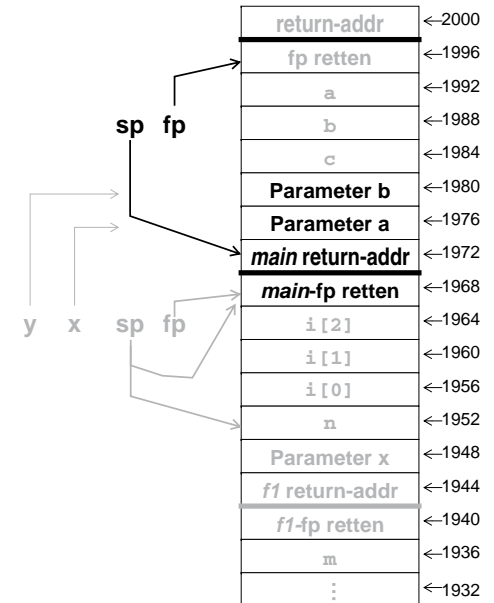 return-addr ←2000
fp retten ←1996
a ←1992
sp fp b ←1988
c ←1984
Parameter b ←1980
Parameter a ←1976
main return-addr ←1972
main-fp retten ←1968
y x sp fp i[2] ←1964
i[1] ←1960
i[0] ←1956
n ←1952
Parameter x ←1948
f1 return-addr ←1944
f1-fp retten ←1940
m ←1936
⋮ ←1932